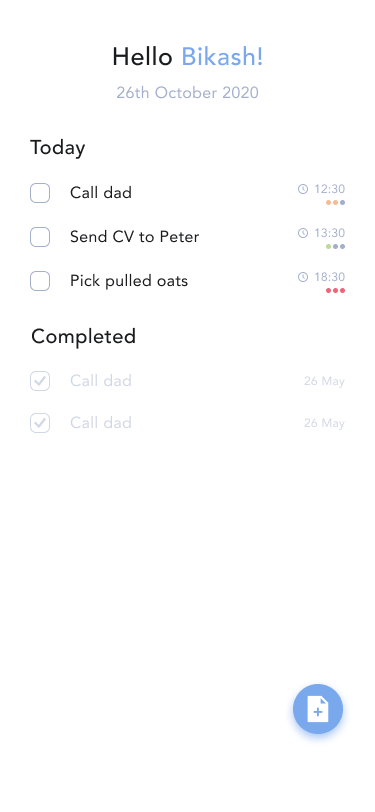 Hello Bikash!
26th October 2020
Today
Call dad 12:30
Send CV to Peter 13:30
Pick pulled oats 18:30
Completed
Call dad 26 May
Call dad 26 May